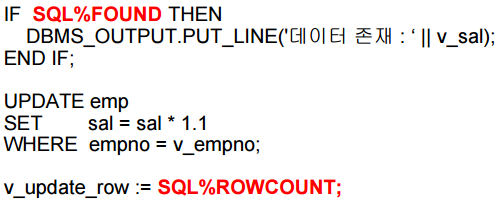 IF SQL%FOUND THEN
DBMS_OUTPUT.PUT_LINE('데이터 존재 : ‘ || v_sal);
END IF;
UPDATE emp
SET sal = sal * 1.1
WHERE empno = v_empno;
v_update_row := SQL%ROWCOUNT;